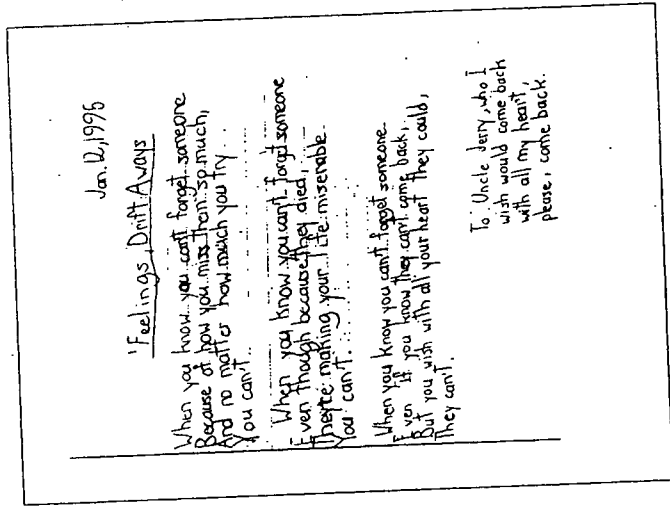 Jan. 12, 1995
"Feelings Drift Aways
When you know you can't forget someone
Because of how you miss them so much,
And no matter how much you try
You can't.
When you know you can't forget someone
Even though because they died,
They're making your life miserable.
You can't.
When you know you can't forget someone.
Even if you know they can't come back,
But you wish with all your heart they could,
They can't.
To: Uncle Jerry, who I
wish would come back
with all my heart,
please, come back.